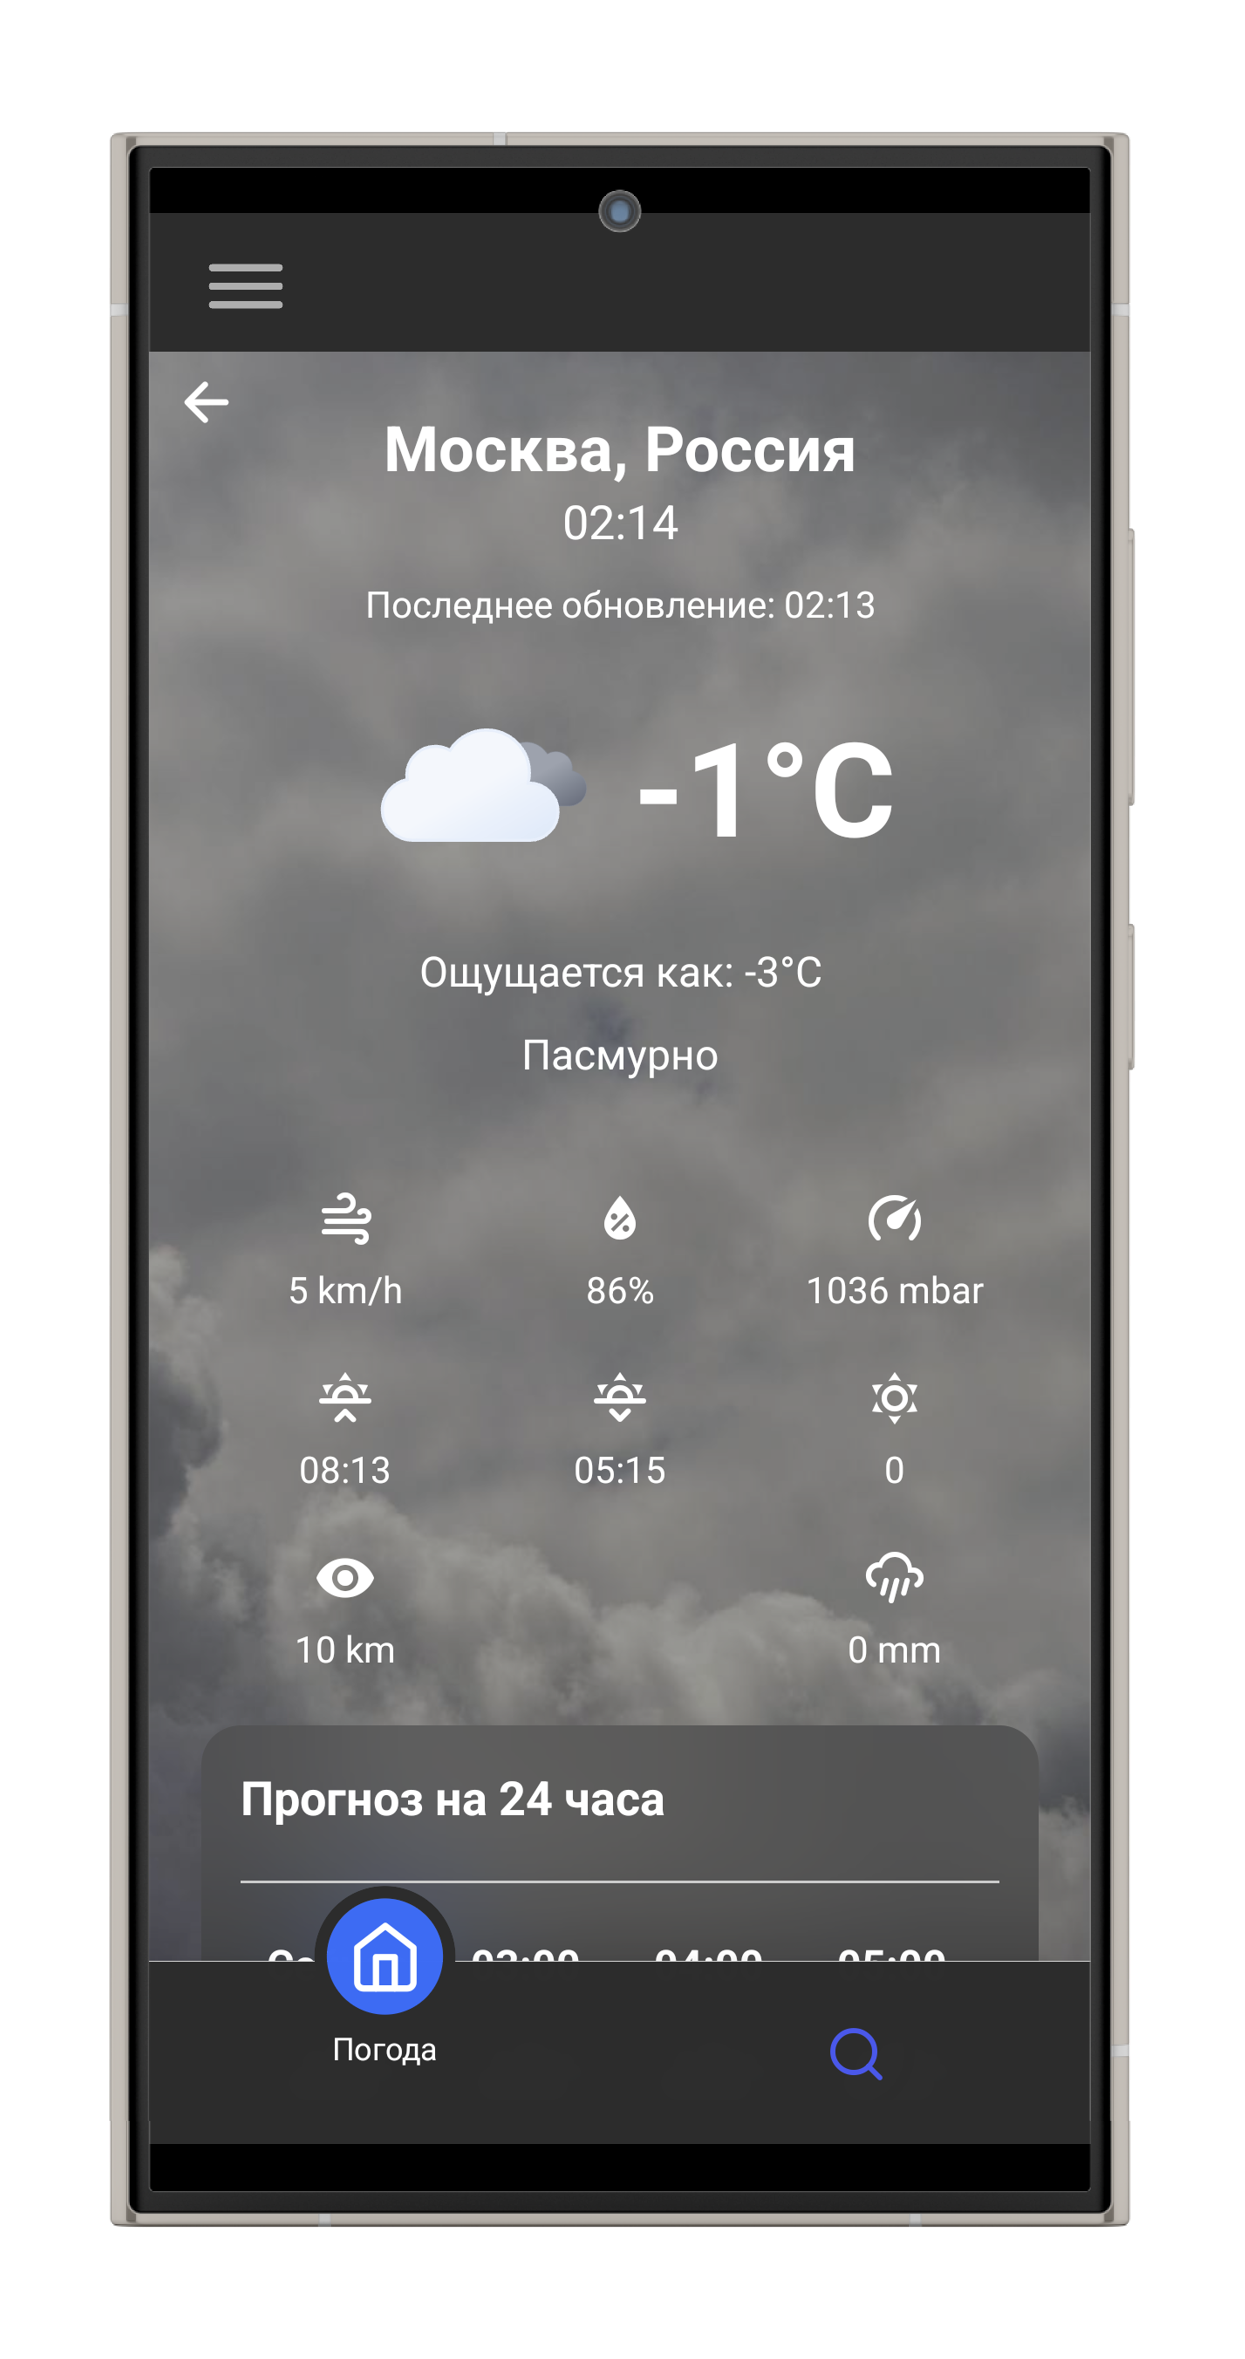 Москва, Россия
02:14
Последнее обновление: 02:13
-1°C
Ощущается как: -3°C
Пасмурно
5 km/h 86% 1036 mbar
08:13 05:15 0
10 km 0 mm
Прогноз на 24 часа
03:00 04:00 05:00
Погода